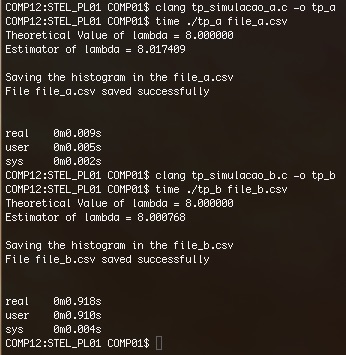 COMP12:STEL_PL01 COMP01$ clang tp_simulacao_a.c -o tp_a
COMP12:STEL_PL01 COMP01$ time ./tp_a file_a.csv
Theoretical Value of lambda = 8.000000
Estimator of lambda = 8.017409
Saving the histogram in the file_a.csv
File file_a.csv saved successfully
real 0m0.009s
user 0m0.005s
sys 0m0.002s
COMP12:STEL_PL01 COMP01$ clang tp_simulacao_b.c -o tp_b
COMP12:STEL_PL01 COMP01$ time ./tp_b file_b.csv
Theoretical Value of lambda = 8.000000
Estimator of lambda = 8.000768
Saving the histogram in the file_b.csv
File file_b.csv saved successfully
real 0m0.918s
user 0m0.910s
sys 0m0.004s
COMP12:STEL_PL01 COMP01$